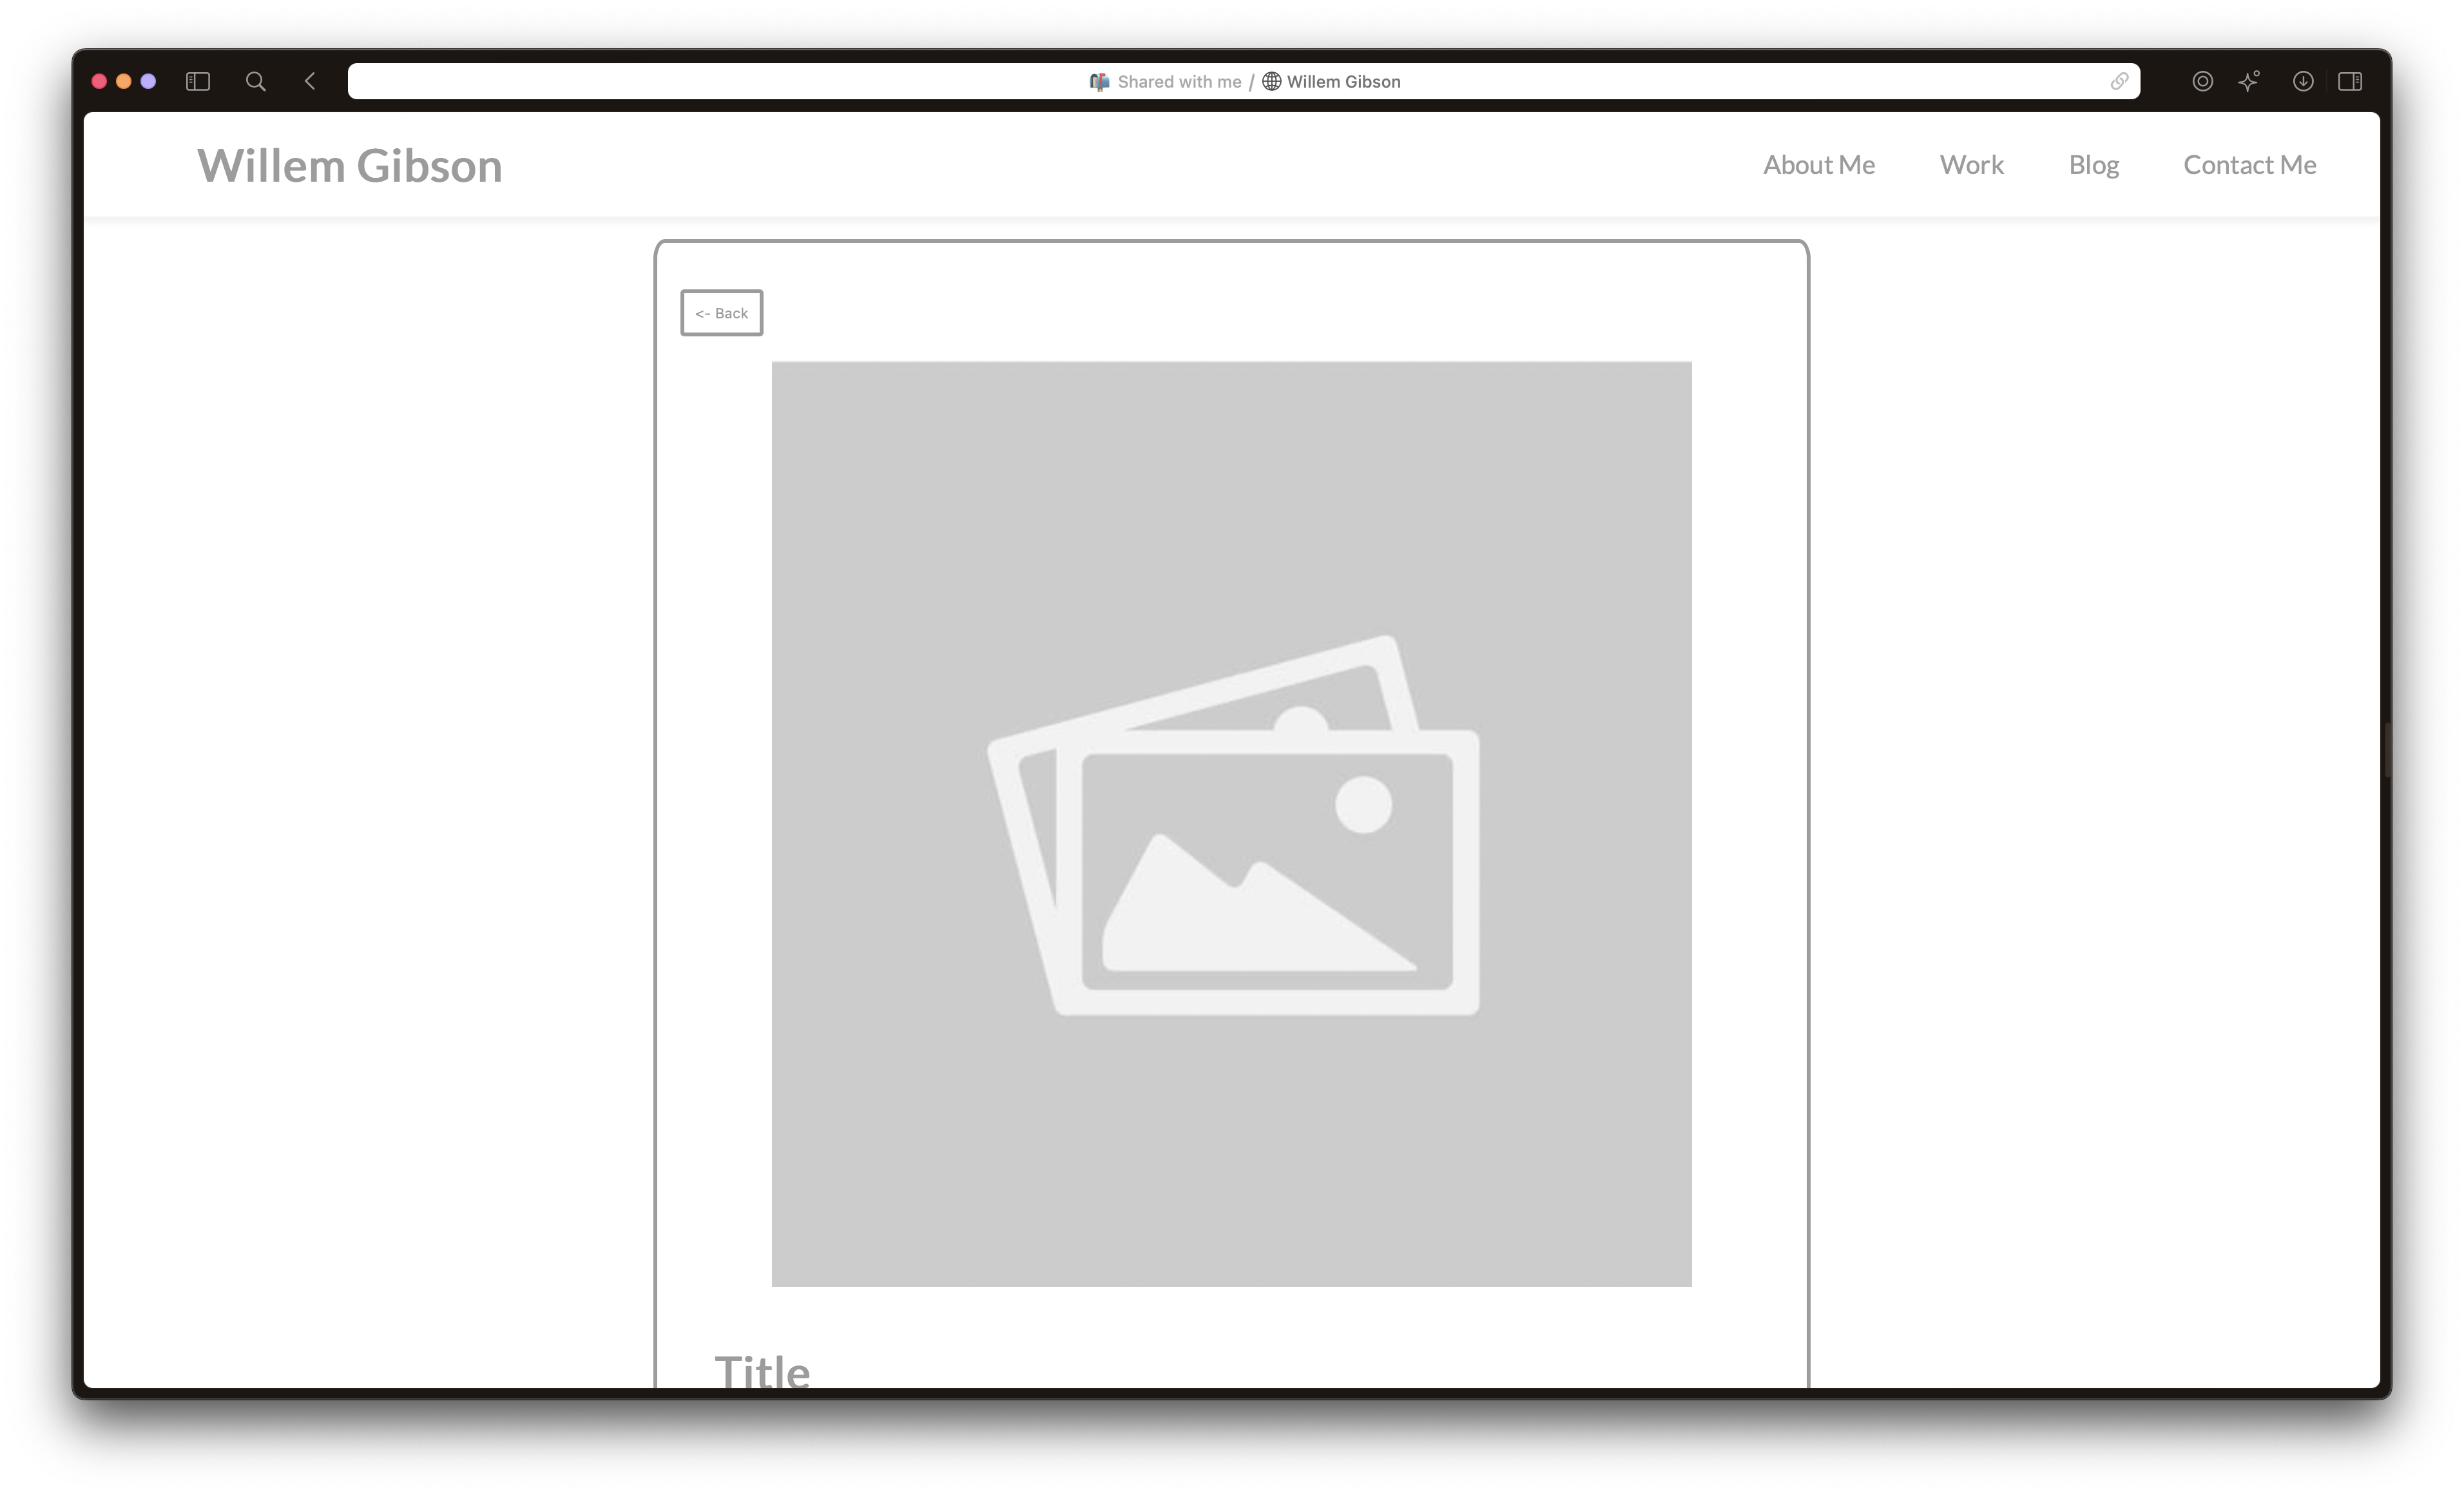 Shared with me / Willem Gibson
Willem Gibson
About Me Work Blog Contact Me
<- Back
Title